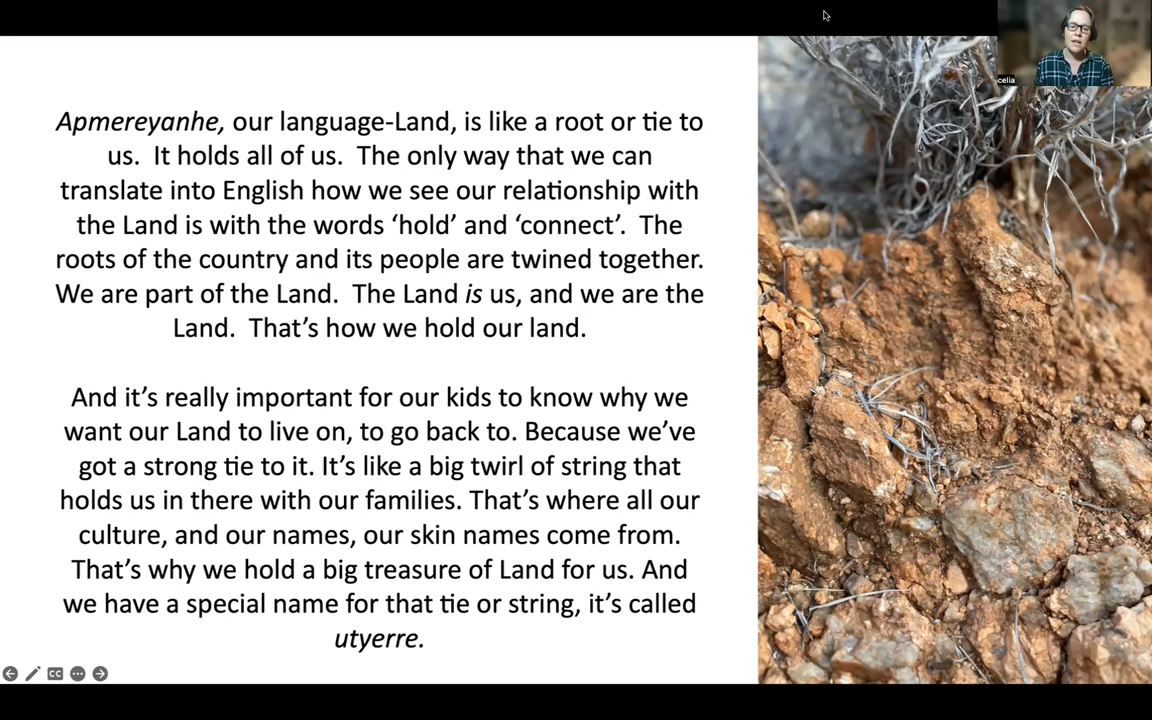 celia
Apmereyanhe, our language-Land, is like a root or tie to
us.  It holds all of us.  The only way that we can
translate into English how we see our relationship with
the Land is with the words ‘hold’ and ‘connect’.  The
roots of the country and its people are twined together.
We are part of the Land.  The Land is us, and we are the
Land.  That’s how we hold our land.
And it’s really important for our kids to know why we
want our Land to live on, to go back to. Because we’ve
got a strong tie to it. It’s like a big twirl of string that
holds us in there with our families. That’s where all our
culture, and our names, our skin names come from.
That’s why we hold a big treasure of Land for us. And
we have a special name for that tie or string, it’s called
utyerre.
CC